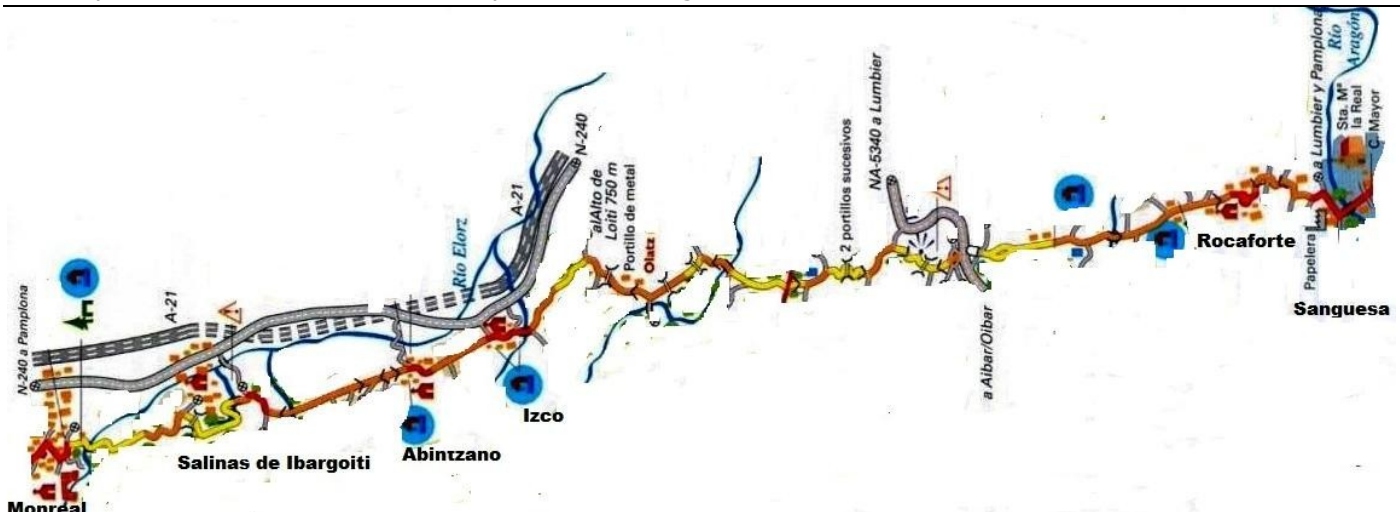 N-240 a Pamplona
A-21
Río Elorz
A-21
N-240
alAlto de
Loiti 750 m
Portillo de metal
Olatz
2 portillos sucesivos
NA-5340 a Lumbier
a Aibar/Oibar
a Lumbier y Pamplona
Río
Aragón
Sta. Mª
la Real
C. Mayor
Papelera
Rocaforte
Sanguesa
Izco
Abintzano
Salinas de Ibargoiti
Monreal